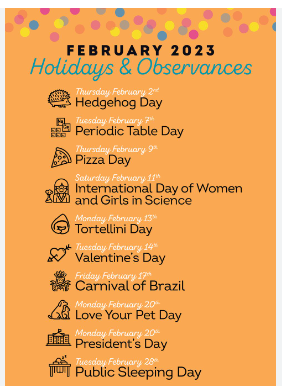 FEBRUARY 2023
Holidays & Observances
Thursday February 2nd
Hedgehog Day
Tuesday February 7th
Periodic Table Day
Thursday February 9th
Pizza Day
Saturday February 11th
International Day of Women
and Girls in Science
Monday February 13th
Tortellini Day
Tuesday February 14th
Valentine's Day
Friday February 17th
Carnival of Brazil
Monday February 20th
Love Your Pet Day
Monday February 20th
President's Day
Tuesday February 28th
Public Sleeping Day